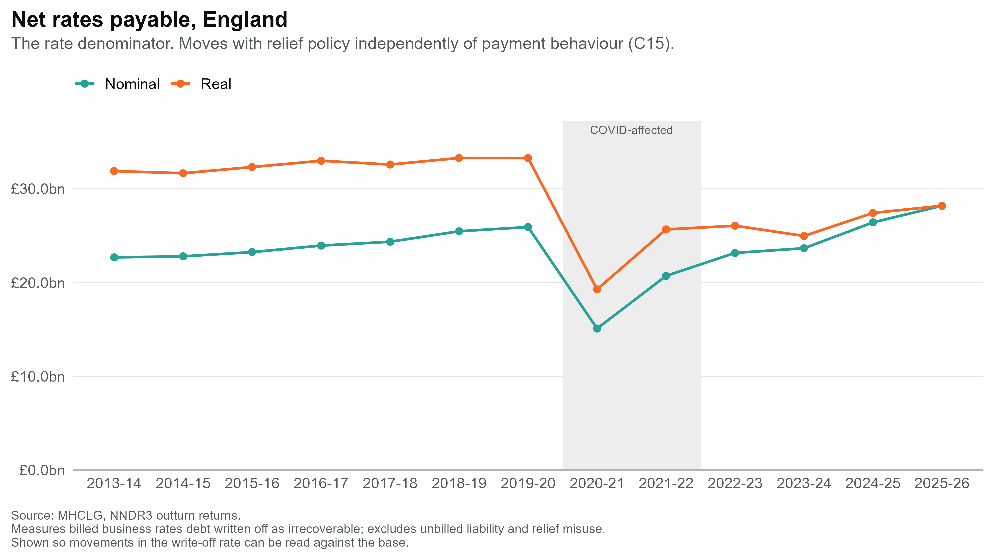 Net rates payable, England
The rate denominator. Moves with relief policy independently of payment behaviour (C15).
Nominal Real
COVID-affected
£30.0bn
£20.0bn
£10.0bn
£0.0bn
2013-14 2014-15 2015-16 2016-17 2017-18 2018-19 2019-20 2020-21 2021-22 2022-23 2023-24 2024-25 2025-26
Source: MHCLG, NNDR3 outturn returns.
Measures billed business rates debt written off as irrecoverable; excludes unbilled liability and relief misuse.
Shown so movements in the write-off rate can be read against the base.